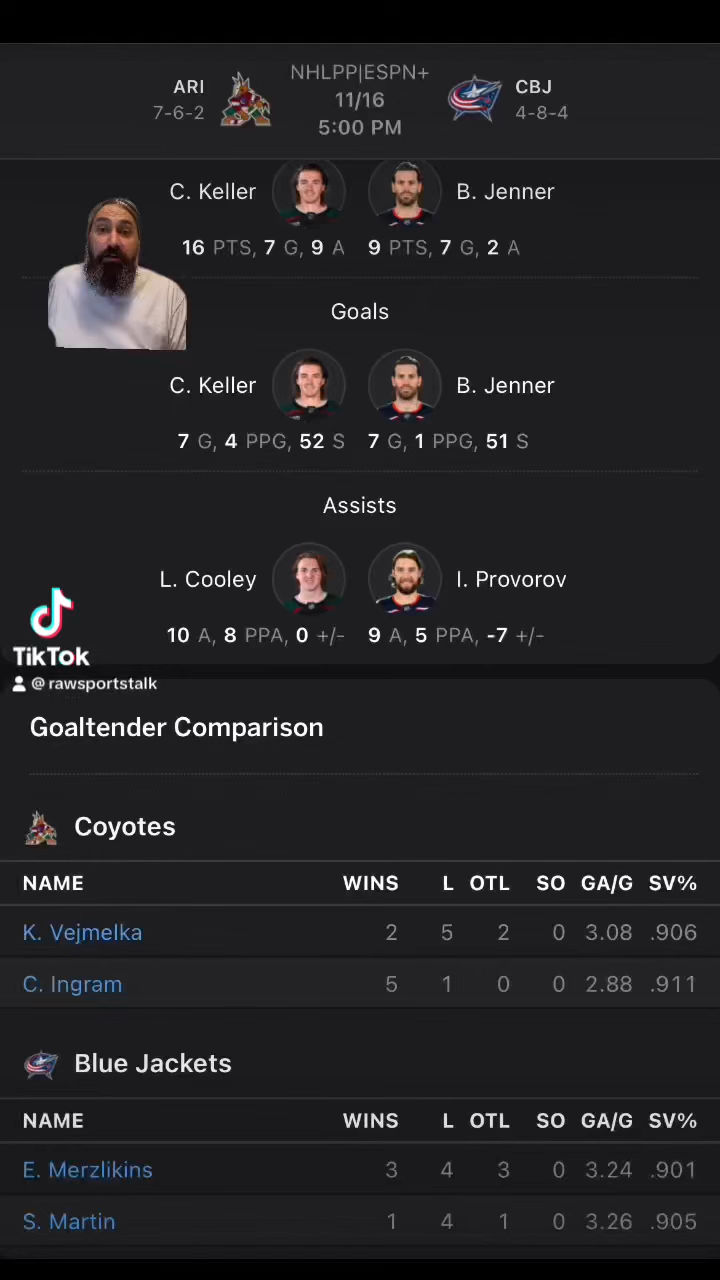 NHLPP|ESPN+
ARI
7-6-2
11/16
5:00 PM
CBJ
4-8-4
C. Keller
B. Jenner
16 PTS, 7 G, 9 A
9 PTS, 7 G, 2 A
Goals
C. Keller
B. Jenner
7 G, 4 PPG, 52 S
7 G, 1 PPG, 51 S
Assists
L. Cooley
I. Provorov
10 A, 8 PPA, 0 +/-
9 A, 5 PPA, -7 +/-
TikTok
@rawsportstalk
Goaltender Comparison
Coyotes
NAME WINS L OTL SO GA/G SV%
K. Vejmelka 2 5 2 0 3.08 .906
C. Ingram 5 1 0 0 2.88 .911
Blue Jackets
NAME WINS L OTL SO GA/G SV%
E. Merzlikins 3 4 3 0 3.24 .901
S. Martin 1 4 1 0 3.26 .905